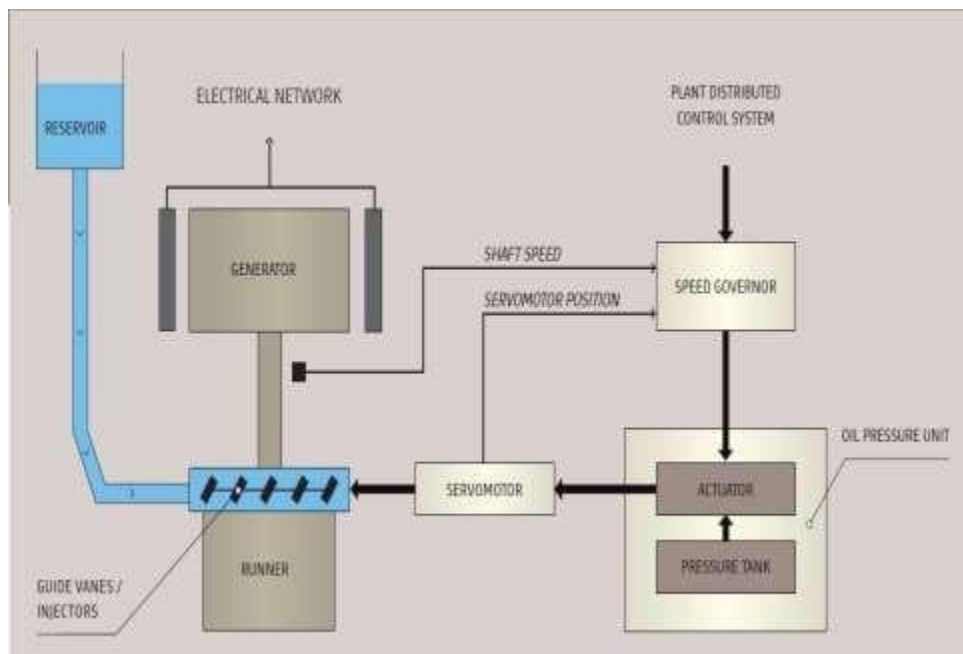 ELECTRICAL NETWORK
PLANT DISTRIBUTED
CONTROL SYSTEM
RESERVOIR
GENERATOR
SHAFT SPEED
SPEED GOVERNOR
SERVOMOTOR POSITION
OIL PRESSURE UNIT
SERVOMOTOR
ACTUATOR
RUNNER
PRESSURE TANK
GUIDE VANES /
INJECTORS